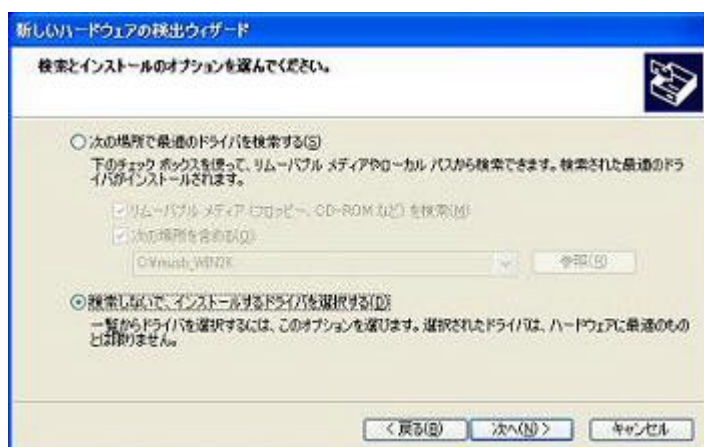 新しいハードウェアの検出ウィザード
検索とインストールのオプションを選んでください。
次の場所で最適のドライバを検索する(S)
下のチェック ボックスを使って、リムーバブル メディアやローカル パスから検索できます。検索された最適のドラ
イバがインストールされます。
リムーバブル メディア (フロッピー、CD-ROM など) を検索(M)
次の場所を含める(O)
参照(R)
検索しないで、インストールするドライバを選択する(D)
一覧からドライバを選択するには、このオプションを選びます。選択されたドライバは、ハードウェアに最適のもの
とは限りません。
< 戻る(B) 次へ(N) > キャンセル